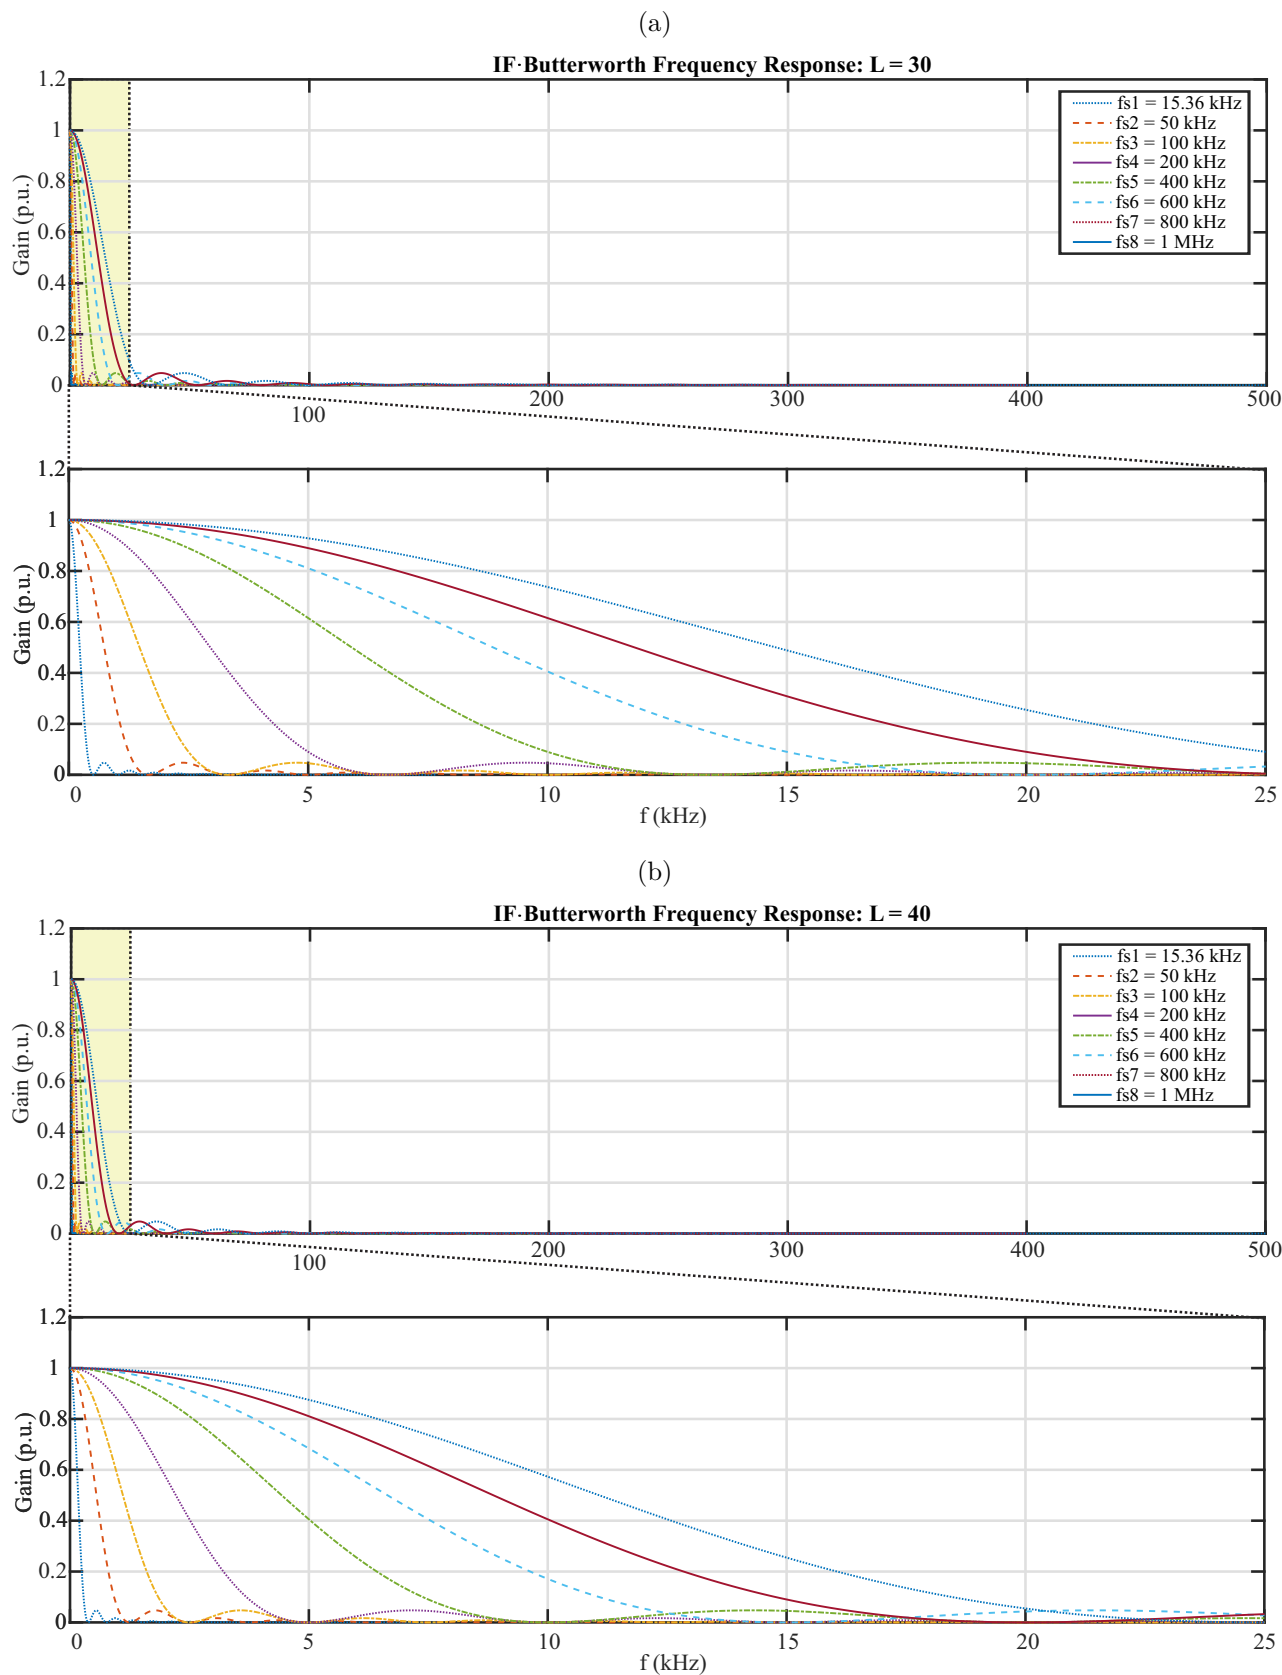 (a)
IF·Butterworth Frequency Response: L = 30
1.2
1
0.8
0.6
0.4
0.2
0
Gain (p.u.)
fs1 = 15.36 kHz
fs2 = 50 kHz
fs3 = 100 kHz
fs4 = 200 kHz
fs5 = 400 kHz
fs6 = 600 kHz
fs7 = 800 kHz
fs8 = 1 MHz
100 200 300 400 500
1.2
1
0.8
0.6
0.4
0.2
0
Gain (p.u.)
0 5 10 15 20 25
f (kHz)
(b)
IF·Butterworth Frequency Response: L = 40
1.2
1
0.8
0.6
0.4
0.2
0
Gain (p.u.)
fs1 = 15.36 kHz
fs2 = 50 kHz
fs3 = 100 kHz
fs4 = 200 kHz
fs5 = 400 kHz
fs6 = 600 kHz
fs7 = 800 kHz
fs8 = 1 MHz
100 200 300 400 500
1.2
1
0.8
0.6
0.4
0.2
0
Gain (p.u.)
0 5 10 15 20 25
f (kHz)